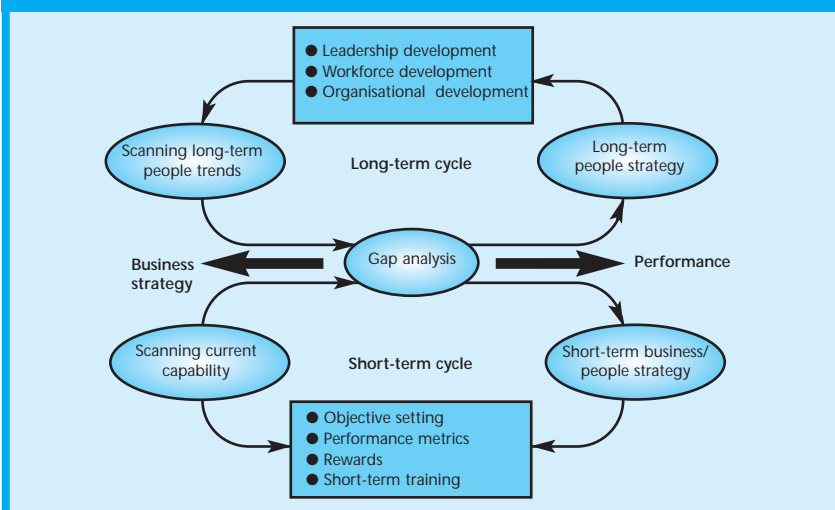 ● Leadership development
● Workforce development
● Organisational development
Scanning long-term
people trends
Long-term cycle
Long-term
people strategy
Business
strategy
Gap analysis
Performance
Scanning current
capability
Short-term cycle
Short-term business/
people strategy
● Objective setting
● Performance metrics
● Rewards
● Short-term training